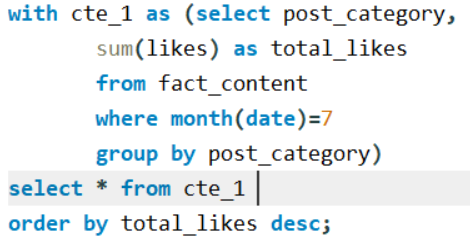 with cte_1 as (select post_category,
sum(likes) as total_likes
from fact_content
where month(date)=7
group by post_category)
select * from cte_1
order by total_likes desc;